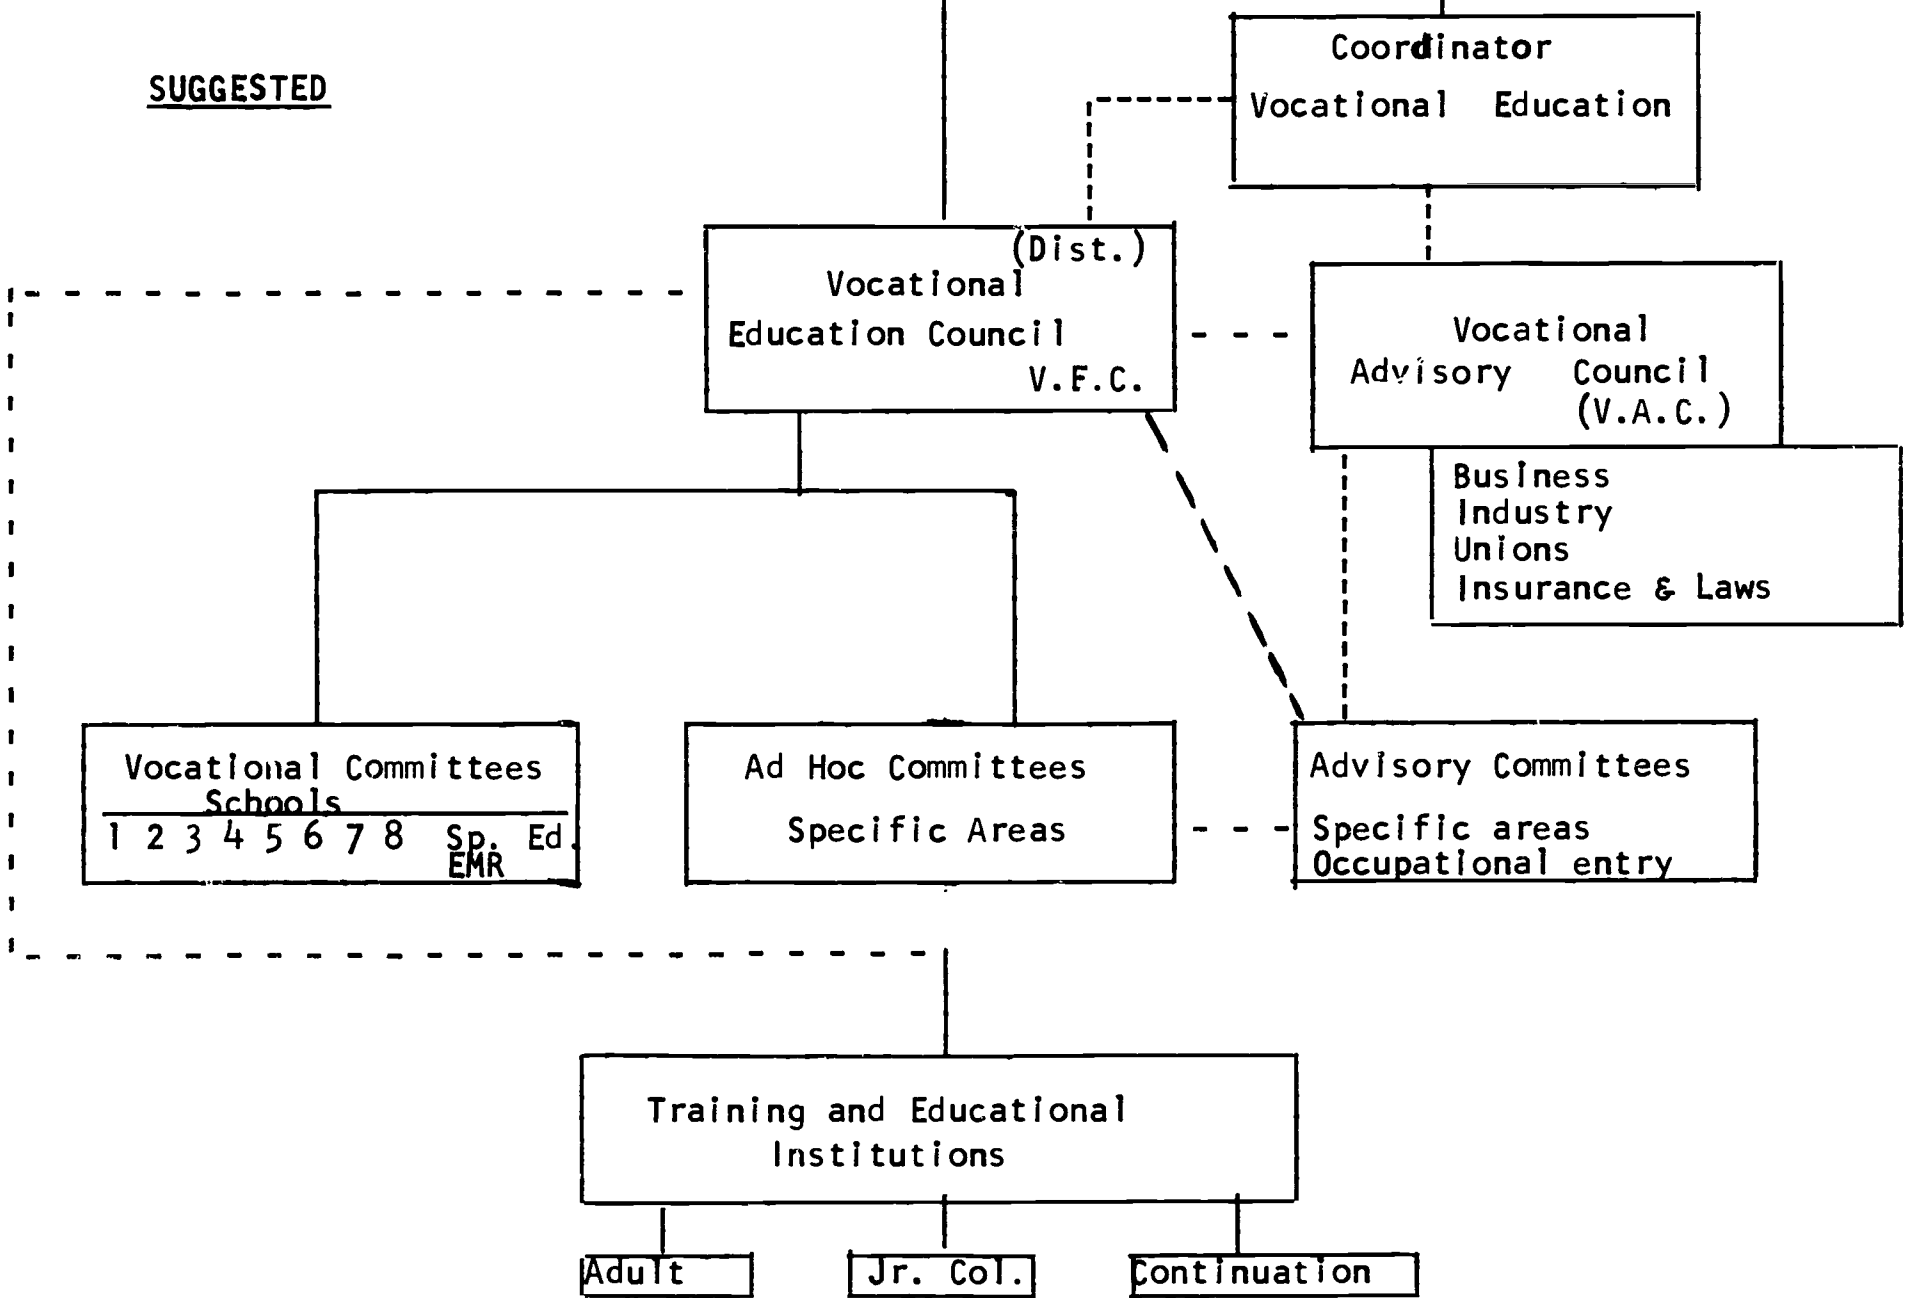 SUGGESTED
Coordinator
Vocational Education
(Dist.)
Vocational
Education Council
V.F.C.
Vocational
Advisory Council
(V.A.C.)
Business
Industry
Unions
Insurance & Laws
Vocational Committees
Schools
1 2 3 4 5 6 7 8 Sp. Ed.
EMR
Ad Hoc Committees
Specific Areas
Advisory Committees
Specific areas
Occupational entry
Training and Educational
Institutions
Adult
Jr. Col.
Continuation